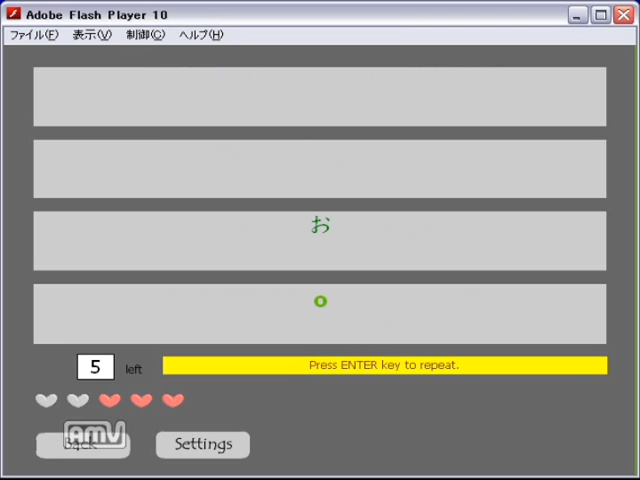 Adobe Flash Player 10
ファイル(F) 表示(V) 制御(C) ヘルプ(H)
お
o
5 left
Press ENTER key to repeat.
Back
AMV
Settings